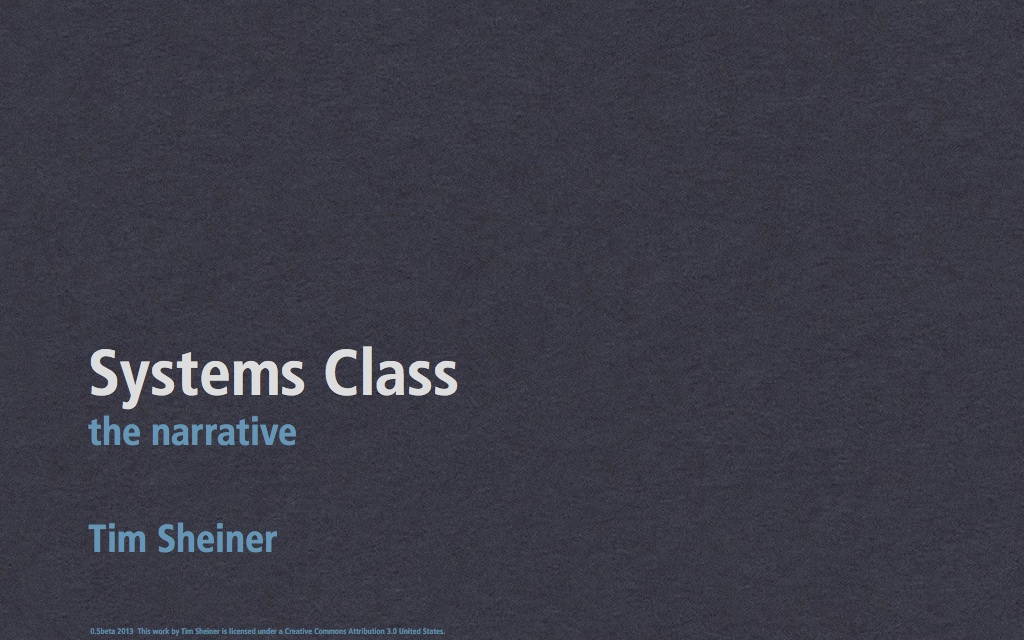 Systems Class
the narrative
Tim Sheiner
0.5beta 2013 This work by Tim Sheiner is licensed under a Creative Commons Attribution 3.0 United States.